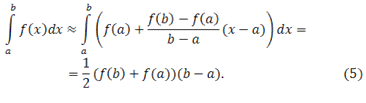 ∫_a^b f(x)dx ≈ ∫_a^b (f(a) + (f(b) − f(a))/(b − a) (x − a)) dx =
= 1/2 (f(b) + f(a))(b − a). (5)